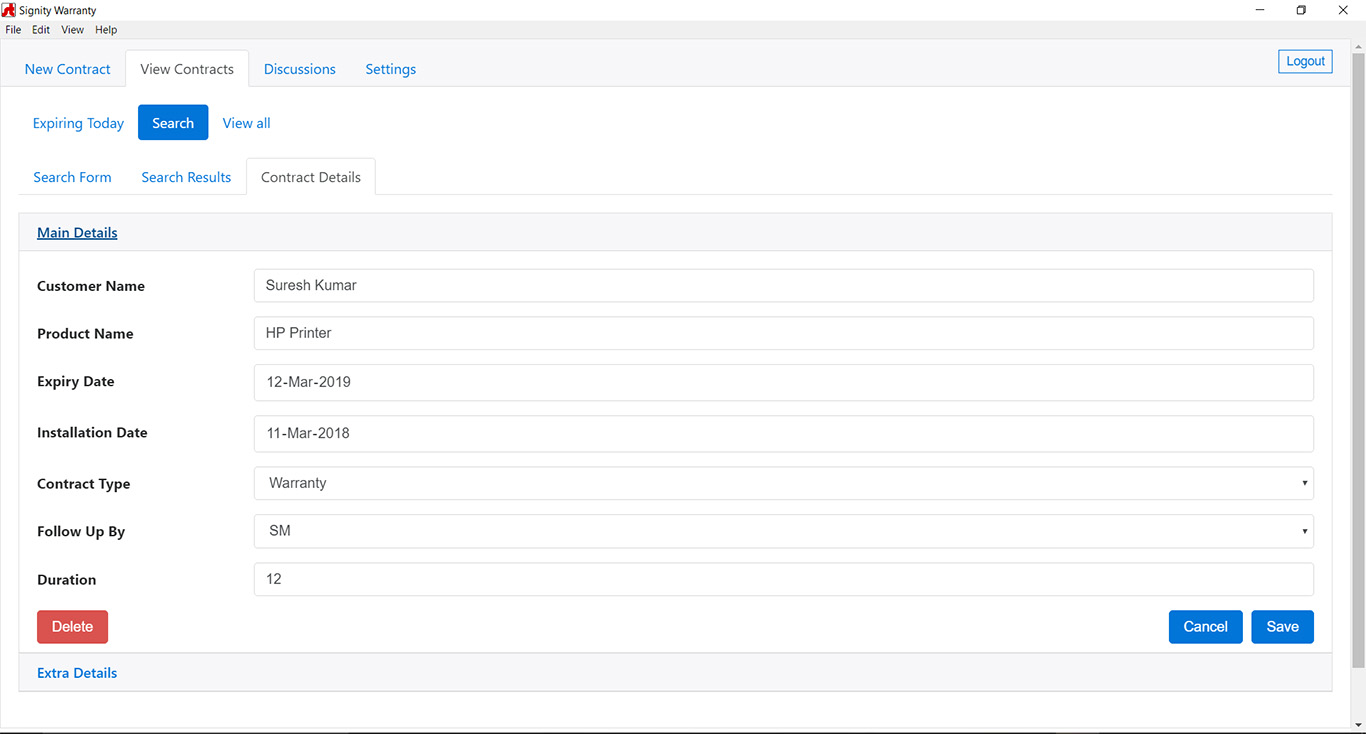 Signity Warranty
File Edit View Help
New Contract View Contracts Discussions Settings Logout
Expiring Today Search View all
Search Form Search Results Contract Details
Main Details
Customer Name Suresh Kumar
Product Name HP Printer
Expiry Date 12-Mar-2019
Installation Date 11-Mar-2018
Contract Type Warranty
Follow Up By SM
Duration 12
Delete Cancel Save
Extra Details